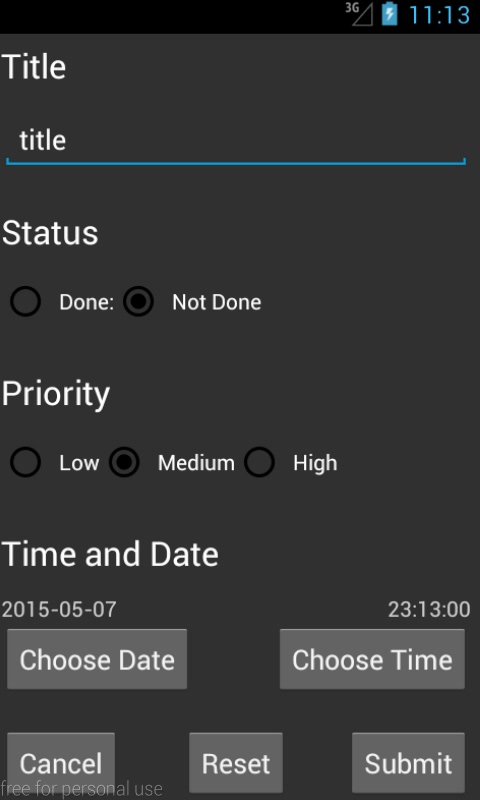 3G 11:13
Title
title
Status
Done: Not Done
Priority
Low Medium High
Time and Date
2015-05-07 23:13:00
Choose Date Choose Time
Cancel Reset Submit
free for personal use